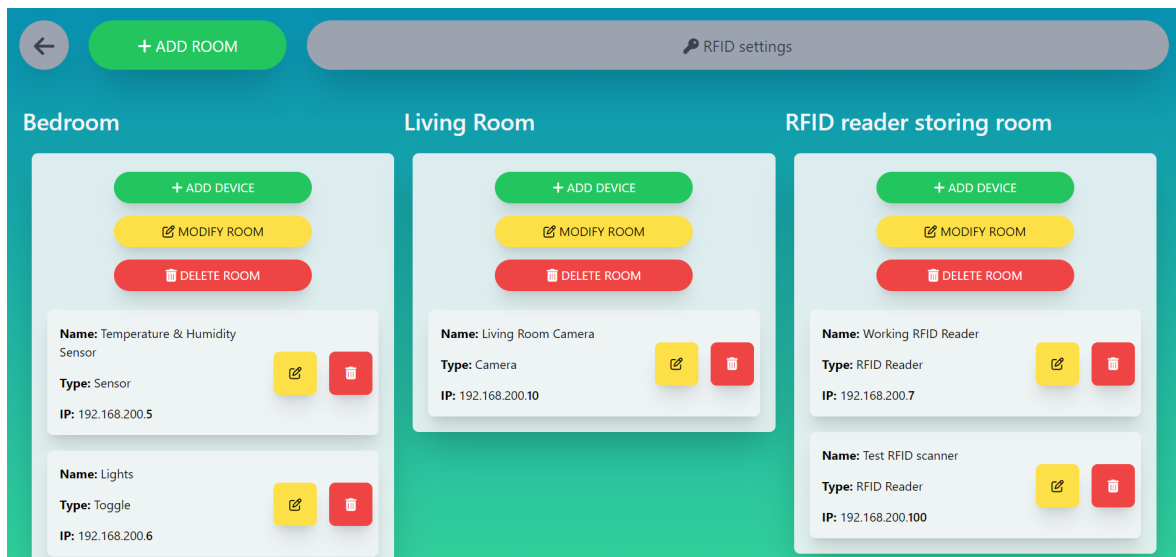 + ADD ROOM
RFID settings
Bedroom
ADD DEVICE
MODIFY ROOM
DELETE ROOM
Name: Temperature & Humidity
Sensor
Type: Sensor
IP: 192.168.200.5
Name: Lights
Type: Toggle
IP: 192.168.200.6
Living Room
ADD DEVICE
MODIFY ROOM
DELETE ROOM
Name: Living Room Camera
Type: Camera
IP: 192.168.200.10
RFID reader storing room
ADD DEVICE
MODIFY ROOM
DELETE ROOM
Name: Working RFID Reader
Type: RFID Reader
IP: 192.168.200.7
Name: Test RFID scanner
Type: RFID Reader
IP: 192.168.200.100